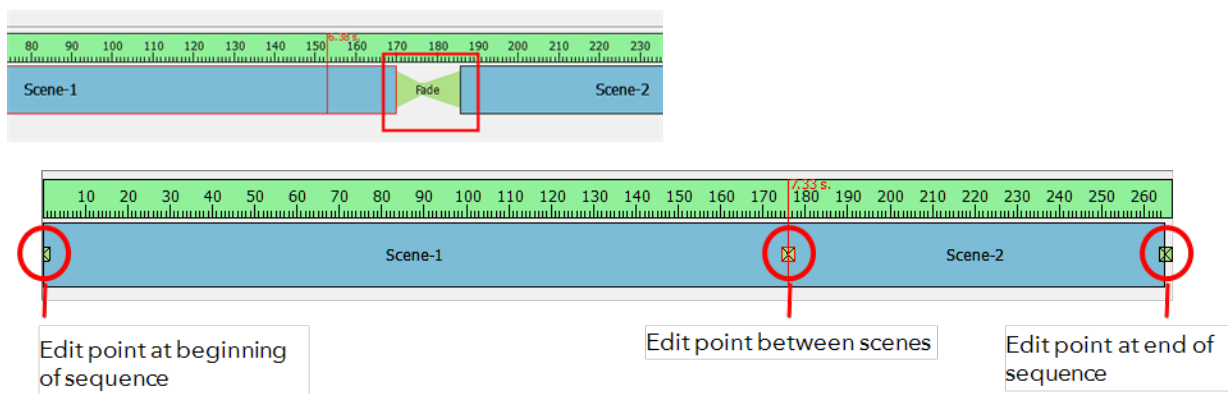 6.38 s.
80 90 100 110 120 130 140 150 160 170 180 190 200 210 220 230
Scene-1 Fade Scene-2
7.33 s.
10 20 30 40 50 60 70 80 90 100 110 120 130 140 150 160 170 180 190 200 210 220 230 240 250 260
Scene-1 Scene-2
Edit point at beginning
of sequence
Edit point between scenes
Edit point at end of
sequence